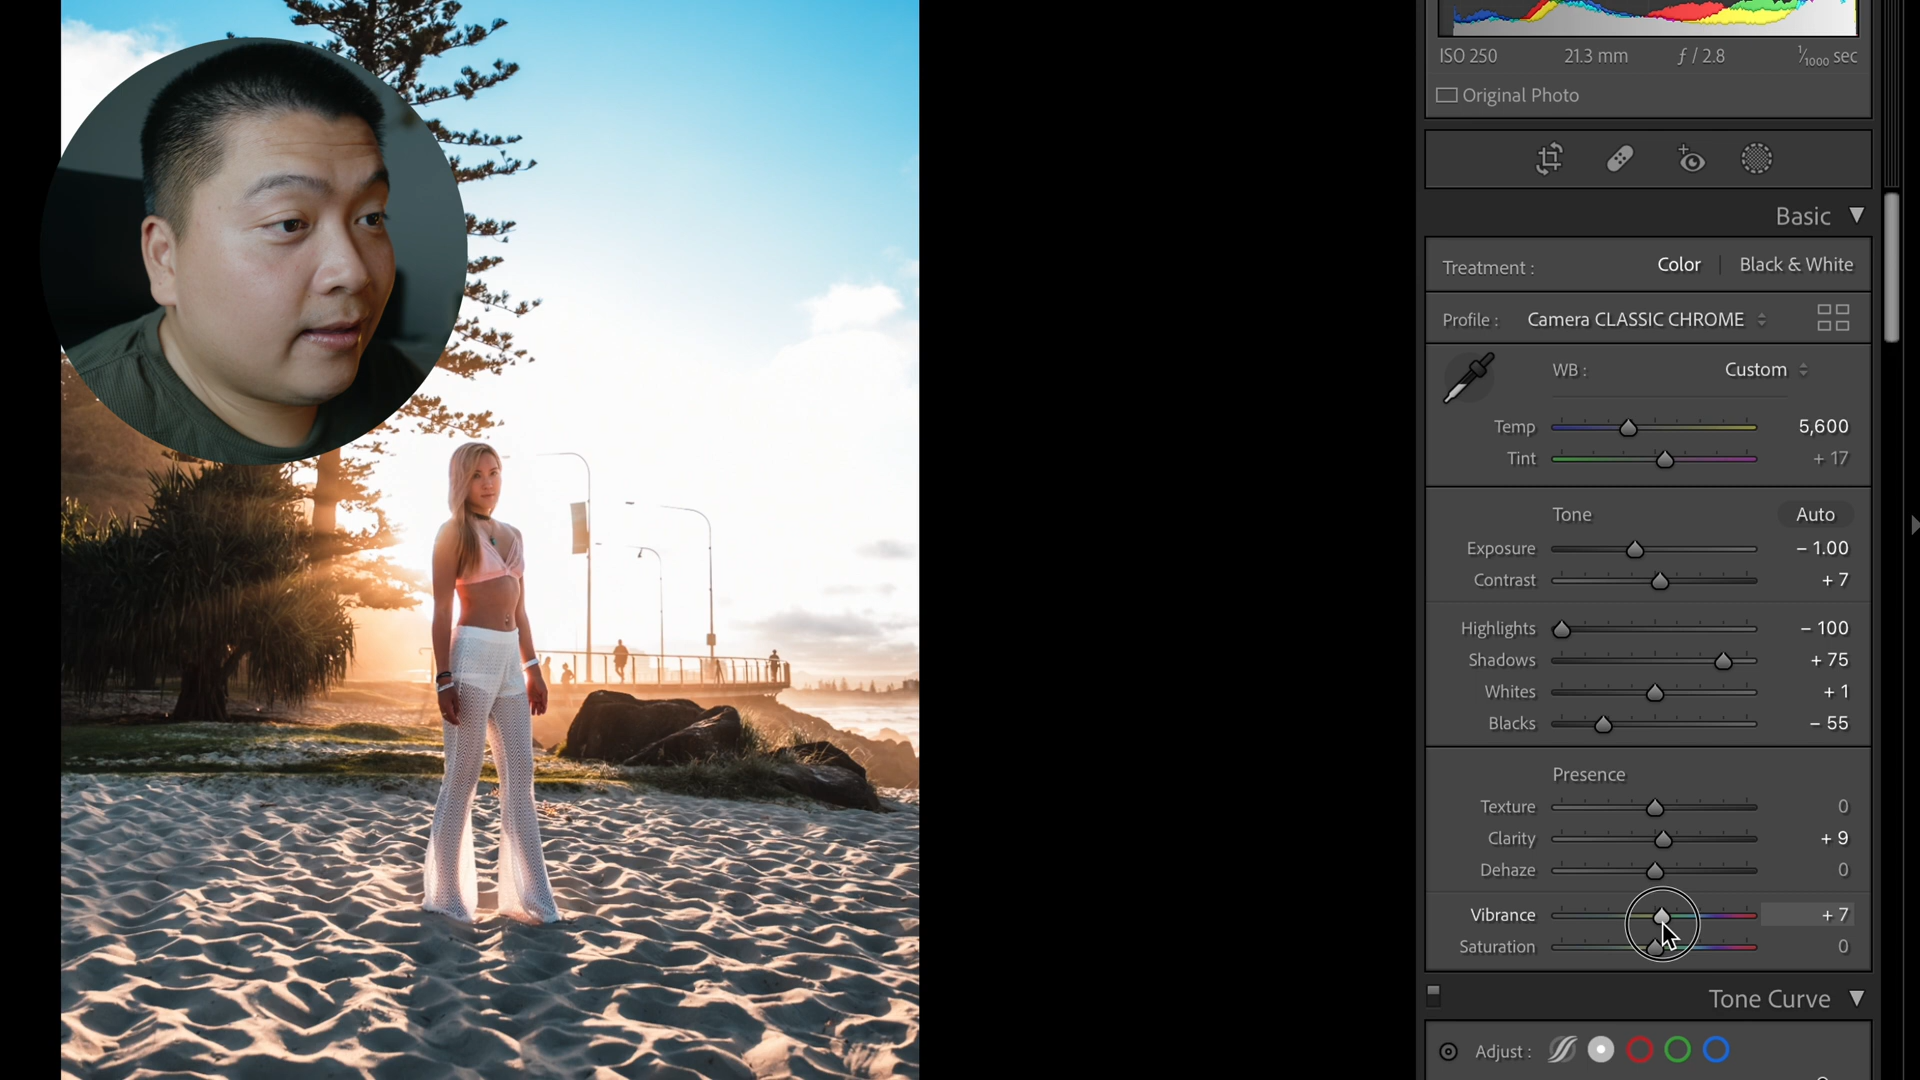 ISO 250 21.3 mm ƒ / 2.8 1/1000 sec
Original Photo
Basic
Treatment : Color Black & White
Profile : Camera CLASSIC CHROME
WB : Custom
Temp 5,600
Tint + 17
Tone Auto
Exposure – 1.00
Contrast + 7
Highlights – 100
Shadows + 75
Whites + 1
Blacks – 55
Presence
Texture 0
Clarity + 9
Dehaze 0
Vibrance + 7
Saturation 0
Tone Curve
Adjust :